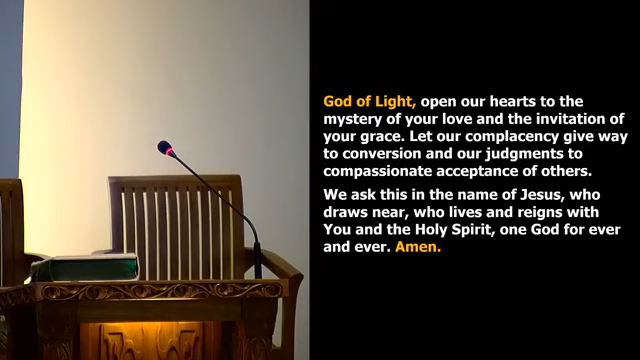 God of Light, open our hearts to the
mystery of your love and the invitation of
your grace. Let our complacency give way
to conversion and our judgments to
compassionate acceptance of others.
We ask this in the name of Jesus, who
draws near, who lives and reigns with
You and the Holy Spirit, one God for ever
and ever. Amen.